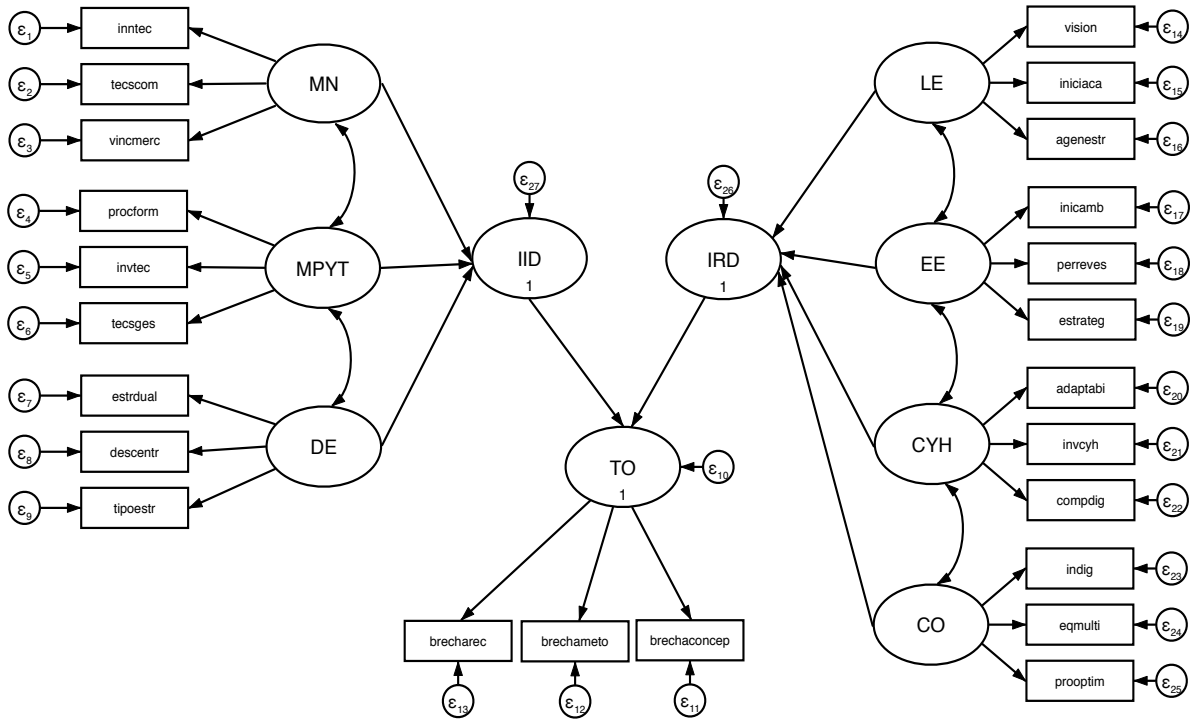 ε1
inntec
ε2
tecscom
ε3
vincmerc
MN
ε4
procform
ε5
invtec
ε6
tecsges
MPYT
ε7
estrdual
ε8
descentr
ε9
tipoestr
DE
ε27
IID
1
ε26
IRD
1
TO
1
ε10
brecharec
brechameto
brechaconcep
ε13
ε12
ε11
LE
vision
ε14
iniciaca
ε15
agenestr
ε16
EE
inicamb
ε17
perreves
ε18
estrateg
ε19
CYH
adaptabi
ε20
invcyh
ε21
compdig
ε22
CO
indig
ε23
eqmulti
ε24
prooptim
ε25